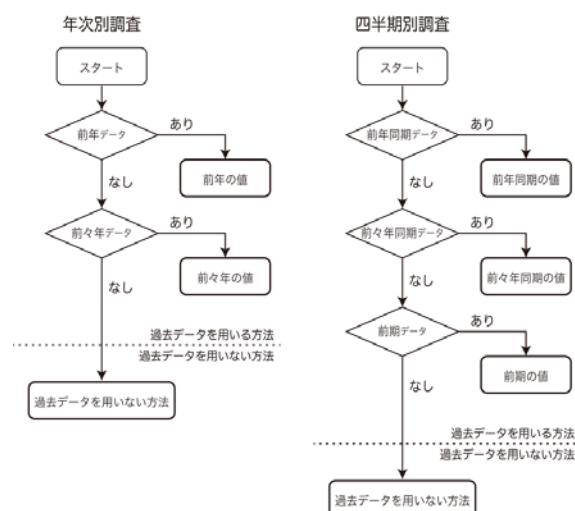 年次別調査
スタート
前年データ
あり
前年の値
なし
前々年データ
あり
前々年の値
なし
過去データを用いる方法
過去データを用いない方法
過去データを用いない方法
四半期別調査
スタート
前年同期データ
あり
前年同期の値
なし
前々年同期データ
あり
前々年同期の値
なし
前期データ
あり
前期の値
なし
過去データを用いる方法
過去データを用いない方法
過去データを用いない方法